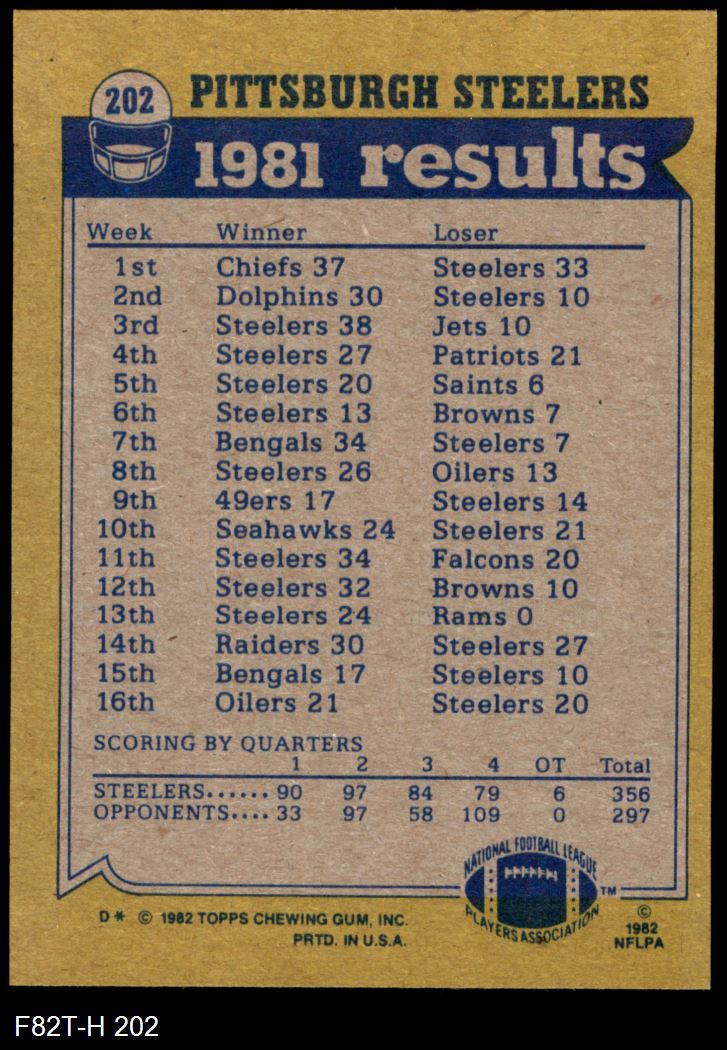 202 PITTSBURGH STEELERS
1981 results
Week Winner Loser
1st Chiefs 37 Steelers 33
2nd Dolphins 30 Steelers 10
3rd Steelers 38 Jets 10
4th Steelers 27 Patriots 21
5th Steelers 20 Saints 6
6th Steelers 13 Browns 7
7th Bengals 34 Steelers 7
8th Steelers 26 Oilers 13
9th 49ers 17 Steelers 14
10th Seahawks 24 Steelers 21
11th Steelers 34 Falcons 20
12th Steelers 32 Browns 10
13th Steelers 24 Rams 0
14th Raiders 30 Steelers 27
15th Bengals 17 Steelers 10
16th Oilers 21 Steelers 20
SCORING BY QUARTERS
1 2 3 4 OT Total
STEELERS...... 90 97 84 79 6 356
OPPONENTS.... 33 97 58 109 0 297
NATIONAL FOOTBALL LEAGUE
PLAYERS ASSOCIATION ™
D* © 1982 TOPPS CHEWING GUM, INC.
PRTD. IN U.S.A.
©
1982
NFLPA
F82T-H 202